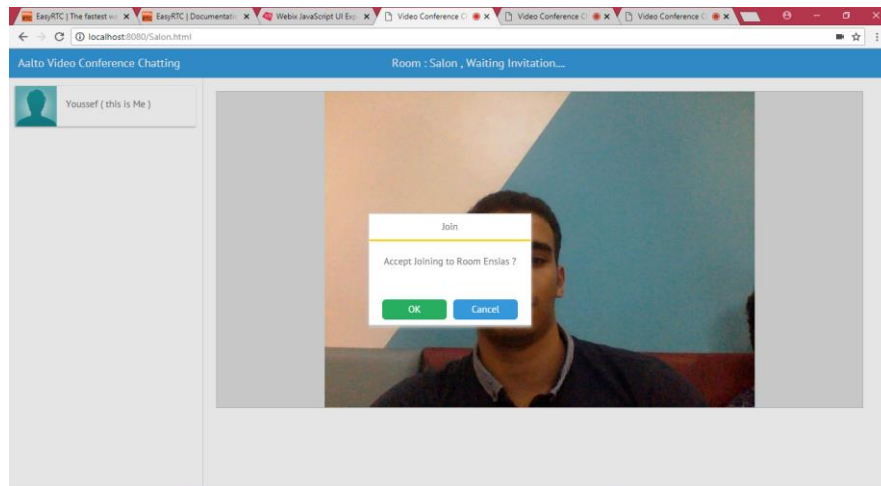 EasyRTC | The fastest w
EasyRTC | Documentati
Webix JavaScript UI Exp
Video Conference C
Video Conference C
Video Conference C
localhost:8080/Salon.html
Aalto Video Conference Chatting
Room : Salon , Waiting Invitation....
Youssef ( this is Me )
Join
Accept Joining to Room Ensias ?
OK
Cancel